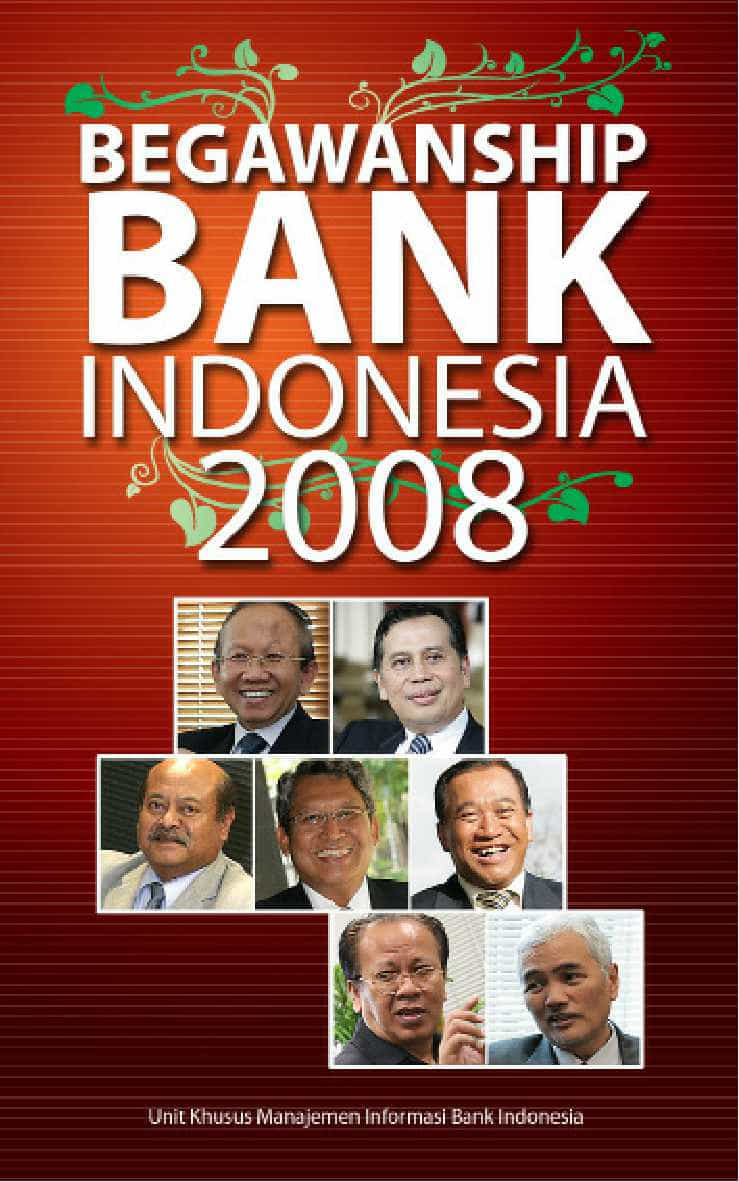 BEGAWANSHIP
BANK
INDONESIA
2008
Unit Khusus Manajemen Informasi Bank Indonesia